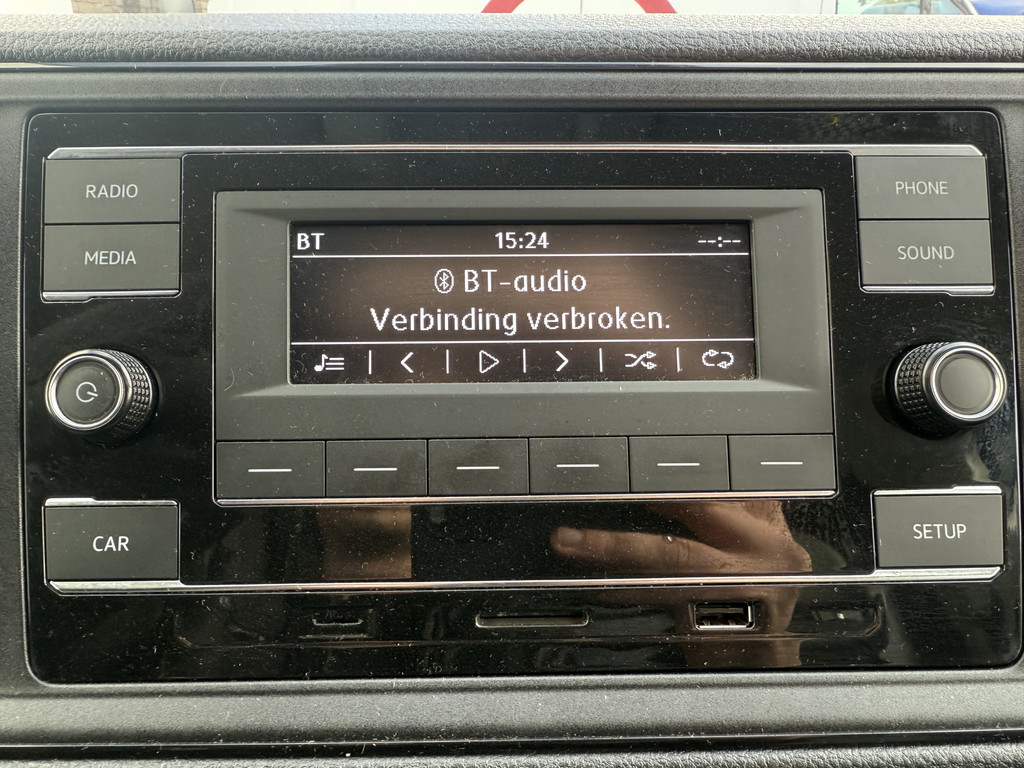 RADIO
MEDIA
PHONE
SOUND
BT 15:24 --:--
BT-audio
Verbinding verbroken.
CAR
SETUP